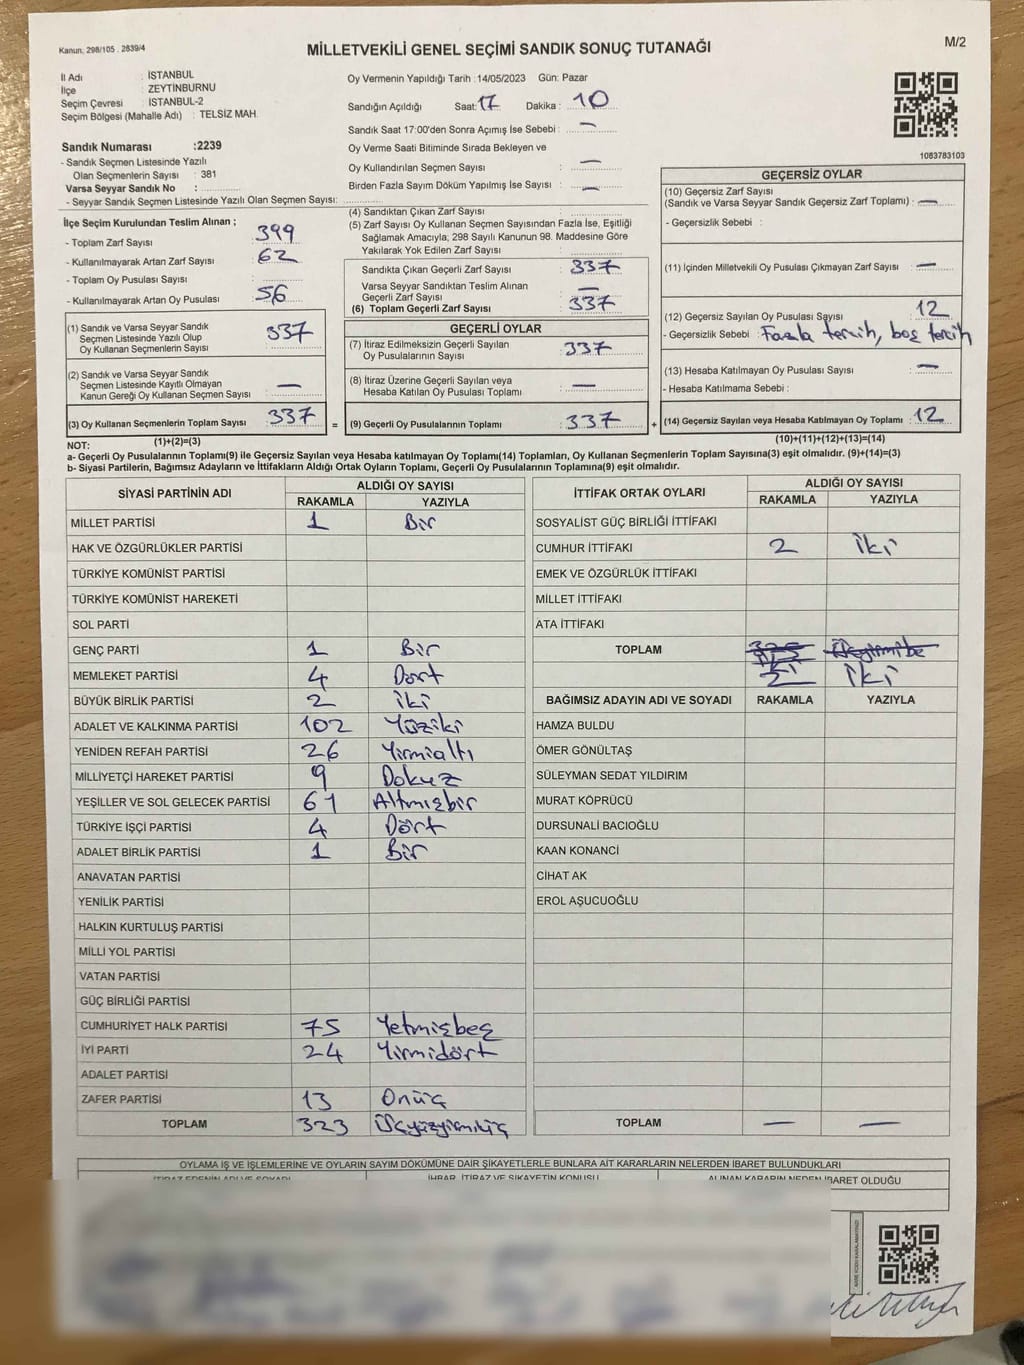 Kanun: 298/105 . 2839/4
MİLLETVEKİLİ GENEL SEÇİMİ SANDIK SONUÇ TUTANAĞI
M/2
İl Adı : İSTANBUL
İlçe : ZEYTİNBURNU
Seçim Çevresi : İSTANBUL-2
Seçim Bölgesi (Mahalle Adı) : TELSİZ MAH.
Sandık Numarası :2239
- Sandık Seçmen Listesinde Yazılı
Olan Seçmenlerin Sayısı : 381
Varsa Seyyar Sandık No :
- Seyyar Sandık Seçmen Listesinde Yazılı Olan Seçmen Sayısı:
Oy Vermenin Yapıldığı Tarih :14/05/2023 Gün: Pazar
Sandığın Açıldığı Saat: 17 Dakika : 10
Sandık Saat 17:00'den Sonra Açımış İse Sebebi : —
Oy Verme Saati Bitiminde Sırada Bekleyen ve
Oy Kullandırılan Seçmen Sayısı : —
Birden Fazla Sayım Döküm Yapılmış İse Sayısı : —
1083783103
İlçe Seçim Kurulundan Teslim Alınan ;
- Toplam Zarf Sayısı : 399
- Kullanılmayarak Artan Zarf Sayısı : 62
- Toplam Oy Pusulası Sayısı :
- Kullanılmayarak Artan Oy Pusulası : 56
(4) Sandıktan Çıkan Zarf Sayısı :
(5) Zarf Sayısı Oy Kullanan Seçmen Sayısından Fazla İse, Eşitliği
Sağlamak Amacıyla; 298 Sayılı Kanunun 98. Maddesine Göre
Yakılarak Yok Edilen Zarf Sayısı :
Sandıkta Çıkan Geçerli Zarf Sayısı : 337
Varsa Seyyar Sandıktan Teslim Alınan
Geçerli Zarf Sayısı : —
(6) Toplam Geçerli Zarf Sayısı : 337
GEÇERSİZ OYLAR
(10) Geçersiz Zarf Sayısı
(Sandık ve Varsa Seyyar Sandık Geçersiz Zarf Toplamı) : —
- Geçersizlik Sebebi :
(11) İçinden Milletvekili Oy Pusulası Çıkmayan Zarf Sayısı : —
(12) Geçersiz Sayılan Oy Pusulası Sayısı : 12
- Geçersizlik Sebebi : Fazla tercih, boş tercih
(13) Hesaba Katılmayan Oy Pusulası Sayısı : —
- Hesaba Katılmama Sebebi :
(14) Geçersiz Sayılan veya Hesaba Katılmayan Oy Toplamı : 12
(10)+(11)+(12)+(13)=(14)
(1) Sandık ve Varsa Seyyar Sandık
Seçmen Listesinde Yazılı Olup
Oy Kullanan Seçmenlerin Sayısı : 337
(2) Sandık ve Varsa Seyyar Sandık
Seçmen Listesinde Kayıtlı Olmayan
Kanun Gereği Oy Kullanan Seçmen Sayısı : —
(3) Oy Kullanan Seçmenlerin Toplam Sayısı : 337
(1)+(2)=(3)
=
GEÇERLİ OYLAR
(7) İtiraz Edilmeksizin Geçerli Sayılan
Oy Pusulalarının Sayısı : 337
(8) İtiraz Üzerine Geçerli Sayılan veya
Hesaba Katılan Oy Pusulası Toplamı : —
(9) Geçerli Oy Pusulalarının Toplamı : 337
+
NOT:
a- Geçerli Oy Pusulalarının Toplamı(9) ile Geçersiz Sayılan veya Hesaba katılmayan Oy Toplamı(14) Toplamları, Oy Kullanan Seçmenlerin Toplam Sayısına(3) eşit olmalıdır. (9)+(14)=(3)
b- Siyasi Partilerin, Bağımsız Adayların ve İttifakların Aldığı Ortak Oyların Toplamı, Geçerli Oy Pusulalarının Toplamına(9) eşit olmalıdır.
SİYASİ PARTİNİN ADI ALDIĞI OY SAYISI
RAKAMLA YAZIYLA
MİLLET PARTİSİ 1 Bir
HAK VE ÖZGÜRLÜKLER PARTİSİ
TÜRKİYE KOMÜNİST PARTİSİ
TÜRKİYE KOMÜNİST HAREKETİ
SOL PARTİ
GENÇ PARTİ 1 Bir
MEMLEKET PARTİSİ 4 Dört
BÜYÜK BİRLİK PARTİSİ 2 iki
ADALET VE KALKINMA PARTİSİ 102 Yüziki
YENİDEN REFAH PARTİSİ 26 Yirmialtı
MİLLİYETÇİ HAREKET PARTİSİ 9 Dokuz
YEŞİLLER VE SOL GELECEK PARTİSİ 61 Altmışbir
TÜRKİYE İŞÇİ PARTİSİ 4 Dört
ADALET BİRLİK PARTİSİ 1 Bir
ANAVATAN PARTİSİ
YENİLİK PARTİSİ
HALKIN KURTULUŞ PARTİSİ
MİLLİ YOL PARTİSİ
VATAN PARTİSİ
GÜÇ BİRLİĞİ PARTİSİ
CUMHURİYET HALK PARTİSİ 75 Yetmişbeş
İYİ PARTİ 24 Yirmidört
ADALET PARTİSİ
ZAFER PARTİSİ 13 Onüç
TOPLAM 323 Üçyüzyirmiüç
İTTİFAK ORTAK OYLARI ALDIĞI OY SAYISI
RAKAMLA YAZIYLA
SOSYALİST GÜÇ BİRLİĞİ İTTİFAKI
CUMHUR İTTİFAKI 2 İki
EMEK VE ÖZGÜRLÜK İTTİFAKI
MİLLET İTTİFAKI
ATA İTTİFAKI
TOPLAM
2 İki
BAĞIMSIZ ADAYIN ADI VE SOYADI RAKAMLA YAZIYLA
HAMZA BULDU
ÖMER GÖNÜLTAŞ
SÜLEYMAN SEDAT YILDIRIM
MURAT KÖPRÜCÜ
DURSUNALİ BACIOĞLU
KAAN KONANCİ
CİHAT AK
EROL AŞUCUOĞLU
TOPLAM — —
OYLAMA İŞ VE İŞLEMLERİNE VE OYLARIN SAYIM DÖKÜMÜNE DAİR ŞİKAYETLERLE BUNLARA AİT KARARLARIN NELERDEN İBARET BULUNDUKLARI
İTİRAZ EDENİN ADI VE SOYADI İHBAR, İTİRAZ VE ŞİKAYETİN KONUSU ALINAN KARARIN NEDEN İBARET OLDUĞU